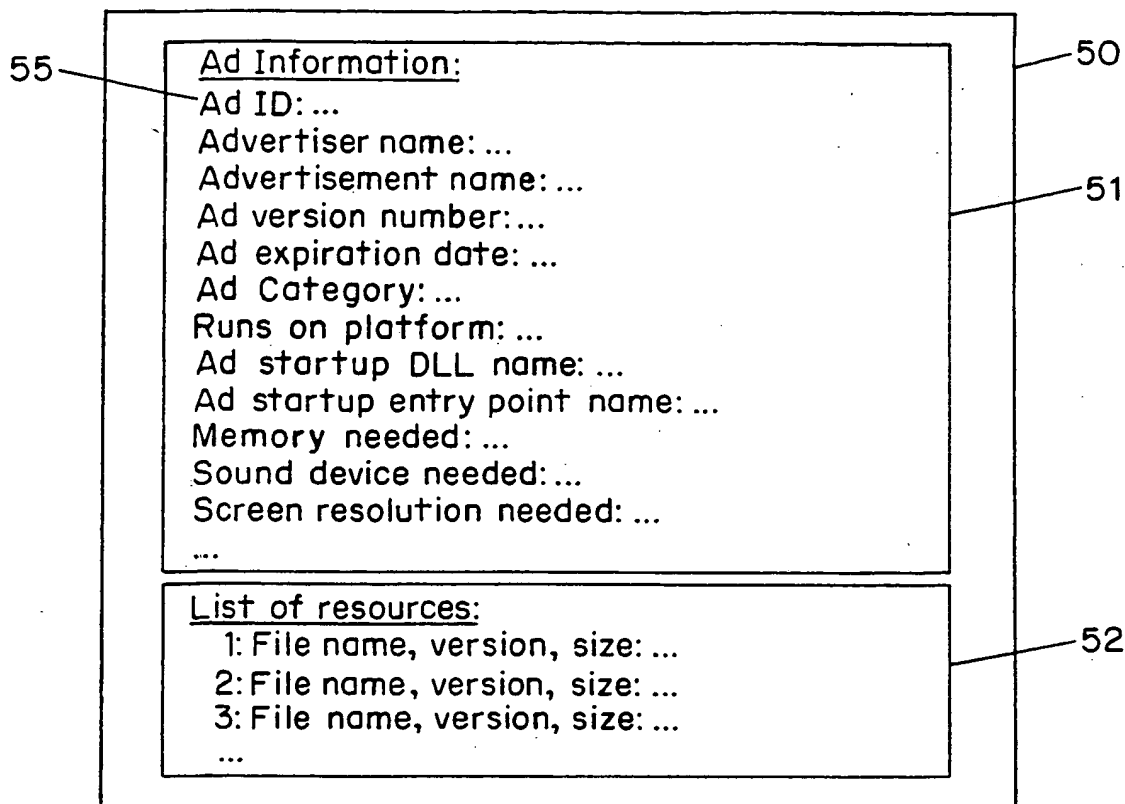 Ad Information:
55
50
Ad ID: ...
Advertiser name: ...
Advertisement name: ...
51
Ad version number: ...
Ad expiration date: ...
Ad Category: ...
Runs on platform: ...
Ad startup DLL name: ...
Ad startup entry point name: ...
Memory needed: ...
Sound device needed: ...
Screen resolution needed: ...
....
List of resources:
1: File name, version, size: ...
52
2: File name, version, size: ...
3: File name, version, size: ...
...